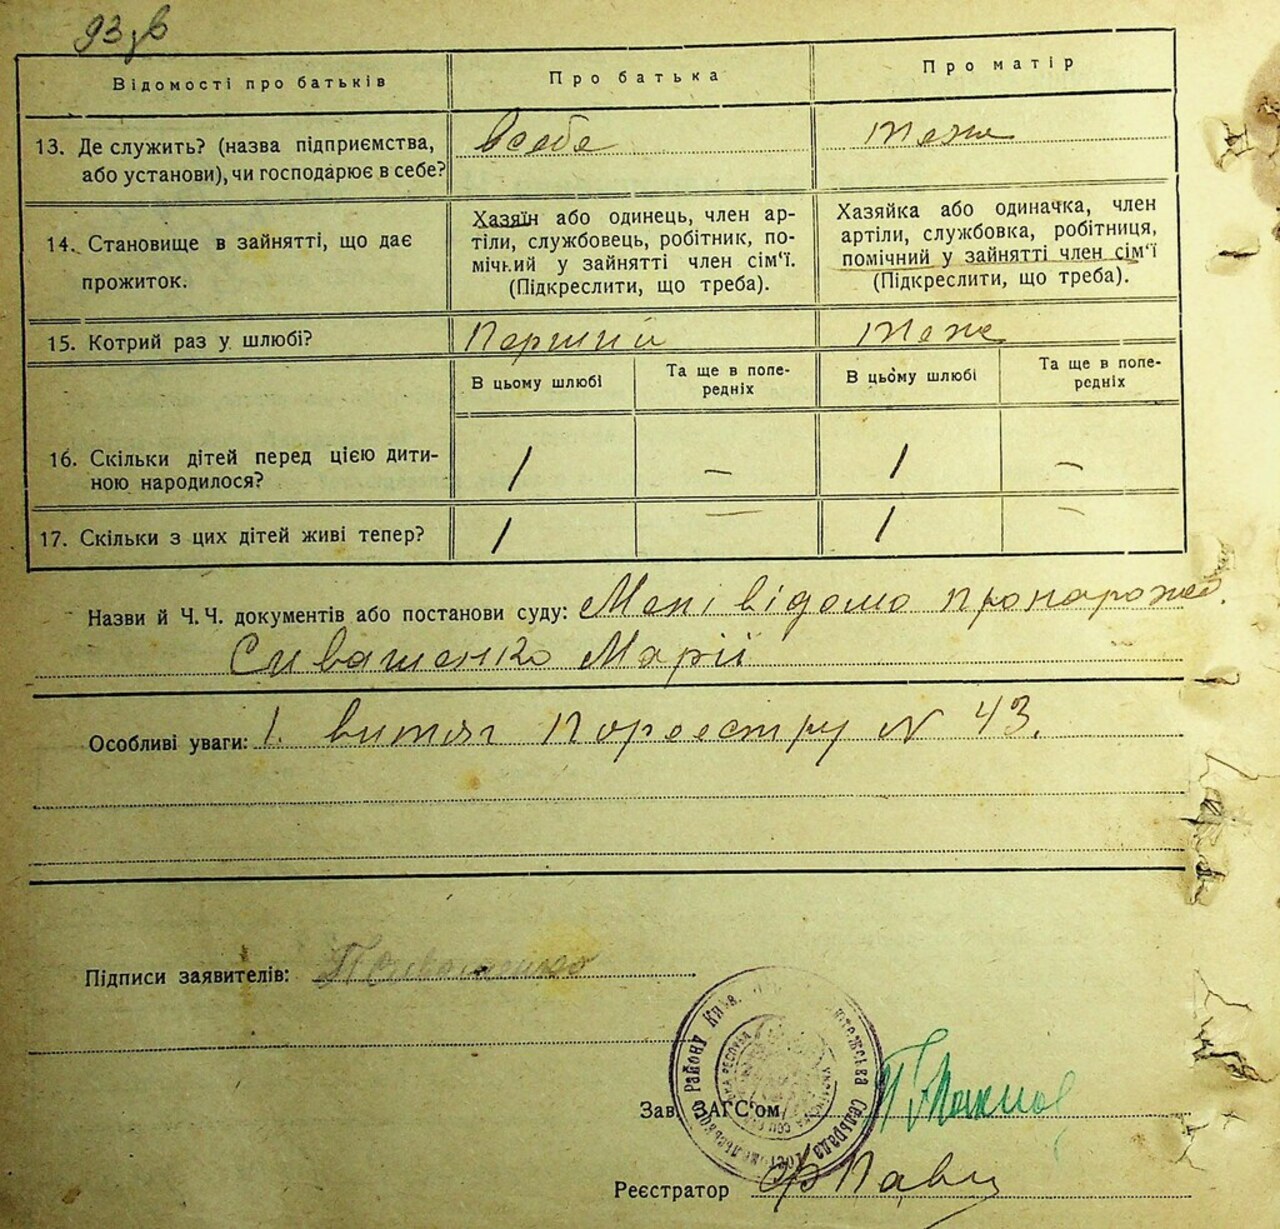 93 зв
Відомості про батьків
Про батька
Про матір
13. Де служить? (назва підприємства, або установи), чи господарює в себе?
в себе
теж
14. Становище в зайнятті, що дає прожиток.
Хазяїн або одинець, член ар-
тіли, службовець, робітник, по-
мічний у зайнятті член сім'ї.
(Підкреслити, що треба).
Хазяйка або одиначка, член
артіли, службовка, робітниця,
помічний у зайнятті член сім'ї
(Підкреслити, що треба).
15. Котрий раз у шлюбі?
Перший
теж
В цьому шлюбі
Та ще в попе-
редніх
В цьому шлюбі
Та ще в попе-
редніх
16. Скільки дітей перед цією дити-
ною народилося?
1 – 1 –
17. Скільки з цих дітей живі тепер?
1 – 1 –
Назви й Ч.Ч. документів або постанови суду: Мені відомо про народжен.
Сивашенко Марії
Особливі уваги: 1. витяг по реестру N 43.
Підписи заявителів:
Зав. ЗАГС'ом
Реєстратор